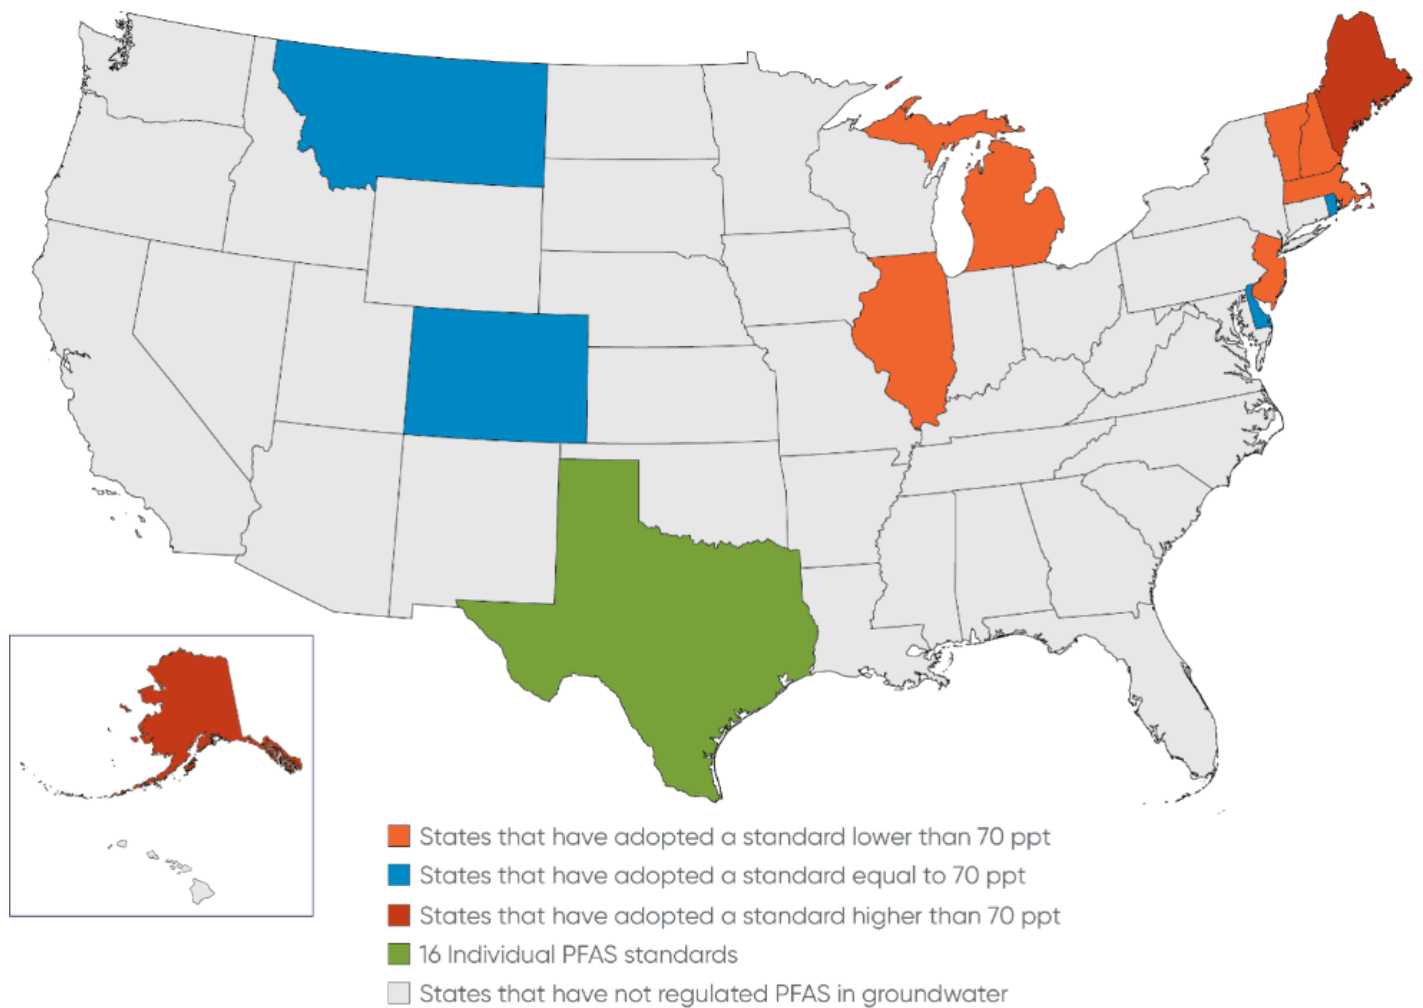 States that have adopted a standard lower than 70 ppt
States that have adopted a standard equal to 70 ppt
States that have adopted a standard higher than 70 ppt
16 Individual PFAS standards
States that have not regulated PFAS in groundwater